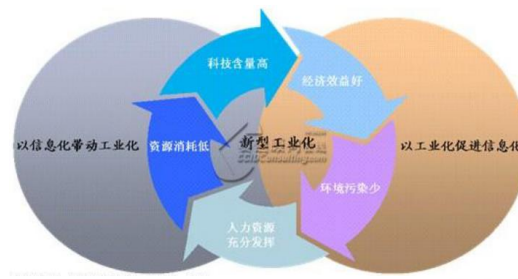 科技含量高
经济效益好
以信息化带动工业化
资源消耗低
新型工业化
以工业化促进信息化
CCIDConsulting.com
环境污染少
人力资源
充分发挥